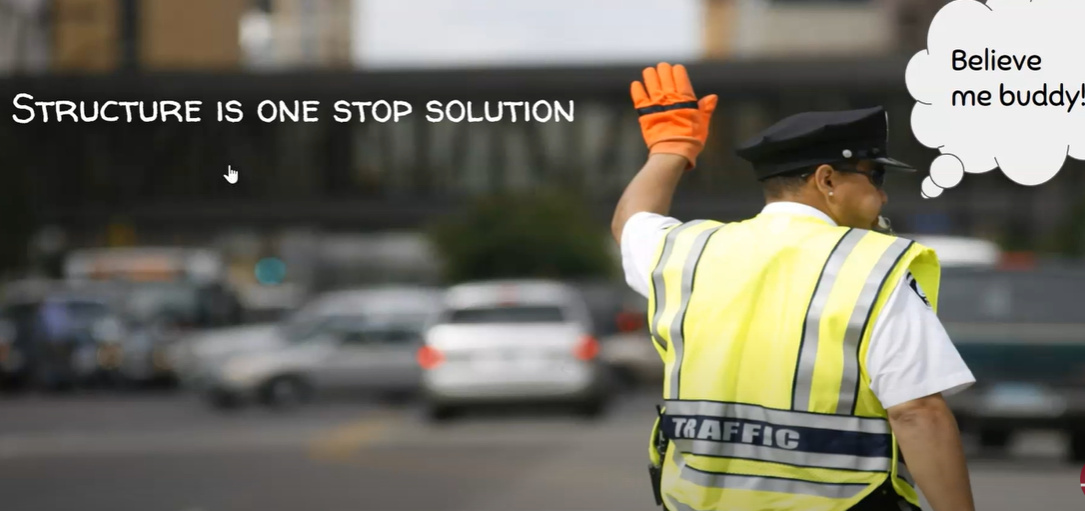 Structure is one stop solution
Believe
me buddy!
TRAFFIC